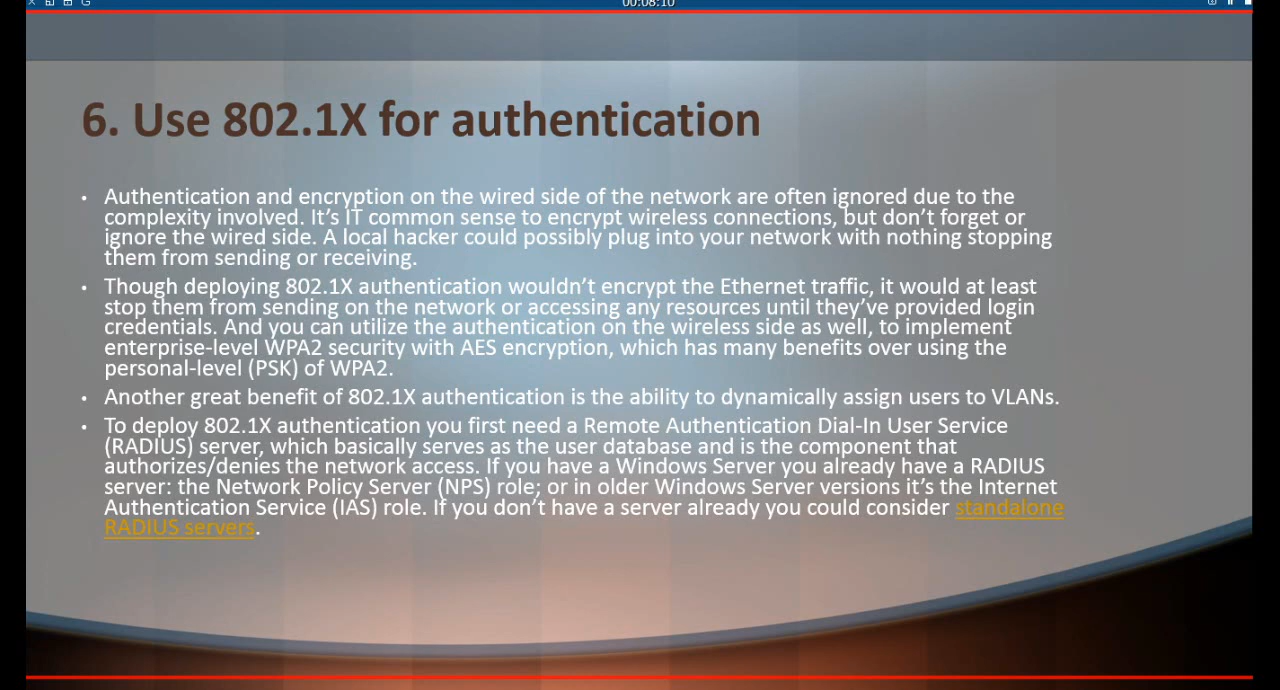 00:08:10
6. Use 802.1X for authentication
• Authentication and encryption on the wired side of the network are often ignored due to the
complexity involved. It’s IT common sense to encrypt wireless connections, but don’t forget or
ignore the wired side. A local hacker could possibly plug into your network with nothing stopping
them from sending or receiving.
• Though deploying 802.1X authentication wouldn’t encrypt the Ethernet traffic, it would at least
stop them from sending on the network or accessing any resources until they’ve provided login
credentials. And you can utilize the authentication on the wireless side as well, to implement
enterprise-level WPA2 security with AES encryption, which has many benefits over using the
personal-level (PSK) of WPA2.
• Another great benefit of 802.1X authentication is the ability to dynamically assign users to VLANs.
• To deploy 802.1X authentication you first need a Remote Authentication Dial-In User Service
(RADIUS) server, which basically serves as the user database and is the component that
authorizes/denies the network access. If you have a Windows Server you already have a RADIUS
server: the Network Policy Server (NPS) role; or in older Windows Server versions it’s the Internet
Authentication Service (IAS) role. If you don’t have a server already you could consider standalone
RADIUS servers.